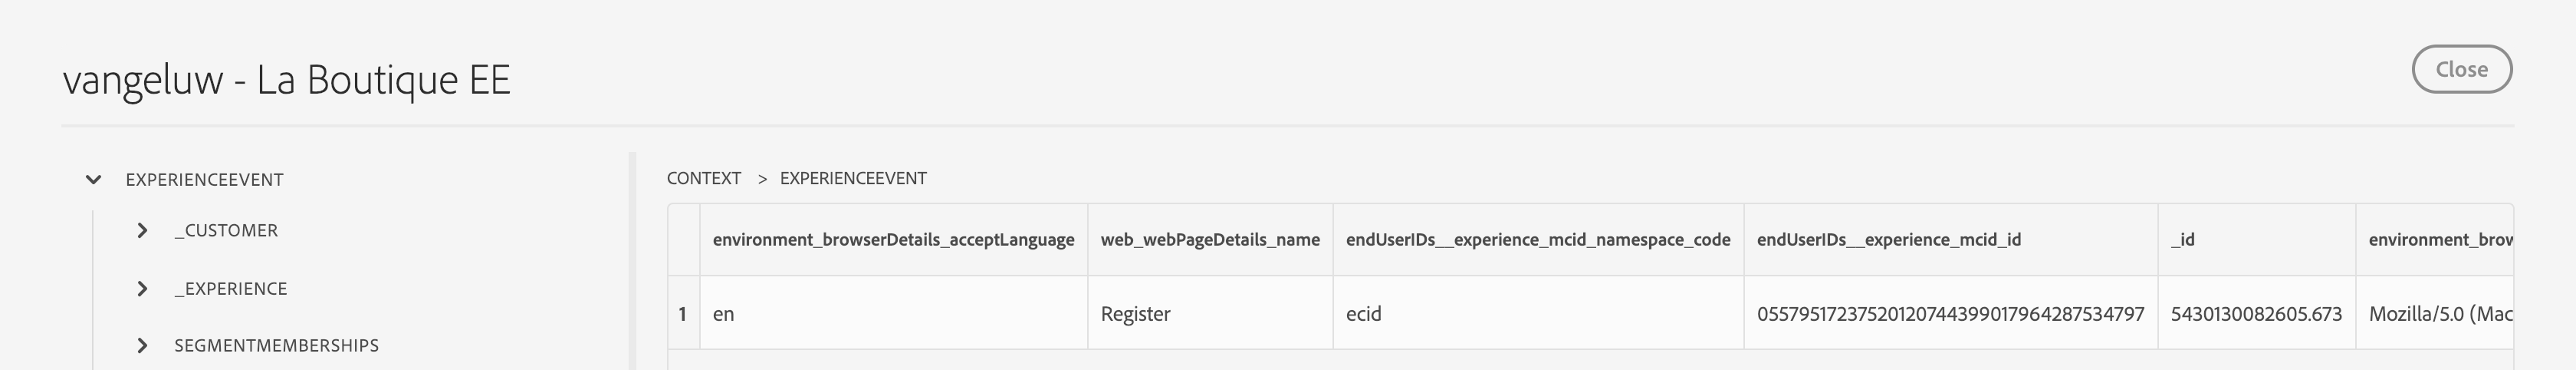 vangeluw - La Boutique EE
Close
EXPERIENCEEVENT
_CUSTOMER
_EXPERIENCE
SEGMENTMEMBERSHIPS
CONTEXT > EXPERIENCEEVENT
environment_browserDetails_acceptLanguage web_webPageDetails_name endUserIDs__experience_mcid_namespace_code endUserIDs__experience_mcid_id _id environment_brow
1 en Register ecid 05579517237520120744399017964287534797 5430130082605.673 Mozilla/5.0 (Mac